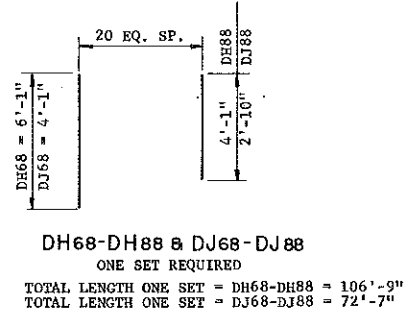 20 EQ. SP.
DH88
DJ88
DH68 = 6'-1"
DJ68 = 4'-1"
4'-1"
2'-10"
DH68-DH88 & DJ68-DJ88
ONE SET REQUIRED
TOTAL LENGTH ONE SET = DH68-DH88 = 106'-9"
TOTAL LENGTH ONE SET = DJ68-DJ88 = 72'-7"